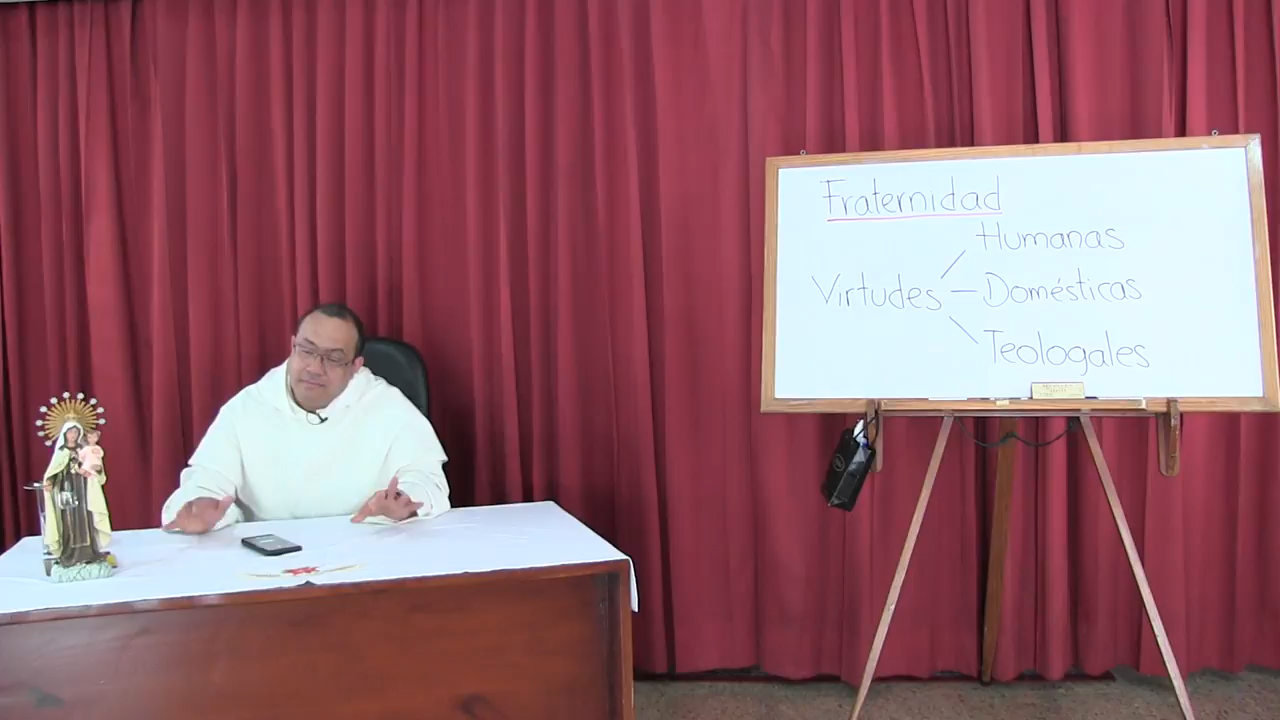 Fraternidad
Humanas
Virtudes
Domésticas
Teologales